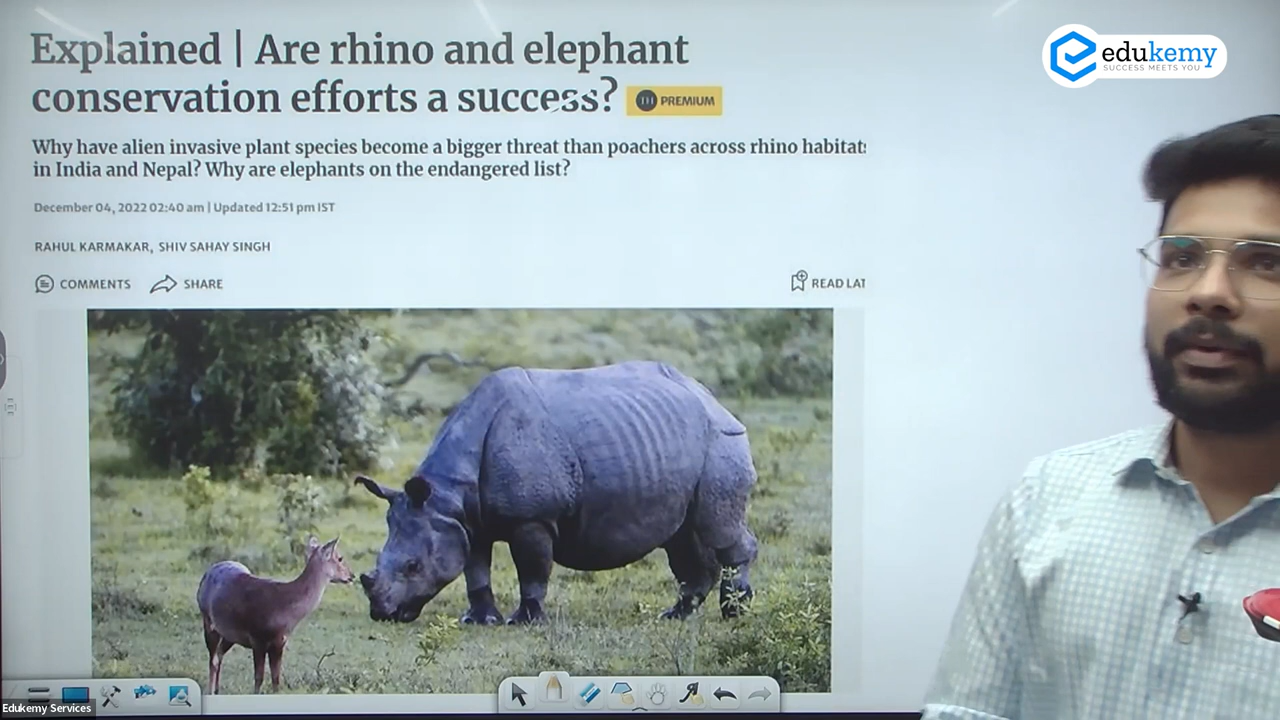 Explained | Are rhino and elephant
conservation efforts a success?
PREMIUM
Why have alien invasive plant species become a bigger threat than poachers across rhino habitats
in India and Nepal? Why are elephants on the endangered list?
December 04, 2022 02:40 am | Updated 12:51 pm IST
RAHUL KARMAKAR, SHIV SAHAY SINGH
COMMENTS
SHARE
READ LAT
edukemy
SUCCESS MEETS YOU
Edukemy Services